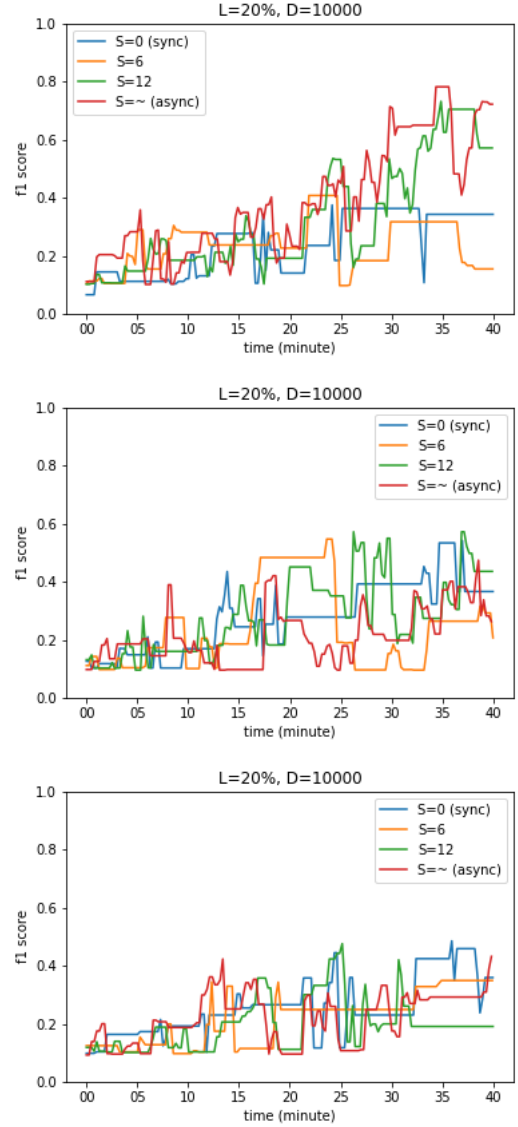 L=20%, D=10000
1.0
0.8
0.6
0.4
0.2
0.0
f1 score
S=0 (sync)
S=6
S=12
S=~ (async)
00 05 10 15 20 25 30 35 40
time (minute)
L=20%, D=10000
1.0
0.8
0.6
0.4
0.2
0.0
f1 score
S=0 (sync)
S=6
S=12
S=~ (async)
00 05 10 15 20 25 30 35 40
time (minute)
L=20%, D=10000
1.0
0.8
0.6
0.4
0.2
0.0
f1 score
S=0 (sync)
S=6
S=12
S=~ (async)
00 05 10 15 20 25 30 35 40
time (minute)